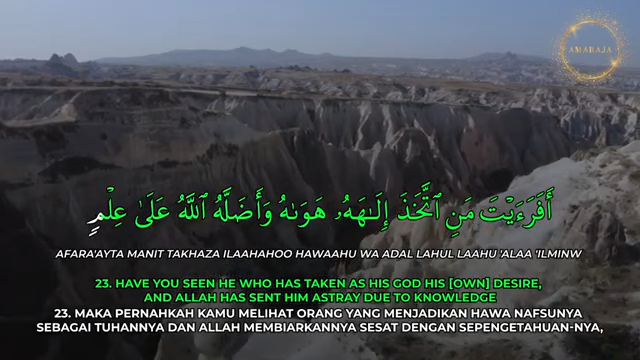 AMARAJA
أَفَرَءَيْتَ مَنِ ٱتَّخَذَ إِلَـٰهَهُۥ هَوَىٰهُ وَأَضَلَّهُ ٱللَّهُ عَلَىٰ عِلْمٍ
AFARA'AYTA MANIT TAKHAZA ILAAHAHOO HAWAAHU WA ADAL LAHUL LAAHU 'ALAA 'ILMINW
23. HAVE YOU SEEN HE WHO HAS TAKEN AS HIS GOD HIS [OWN] DESIRE,
AND ALLAH HAS SENT HIM ASTRAY DUE TO KNOWLEDGE
23. MAKA PERNAHKAH KAMU MELIHAT ORANG YANG MENJADIKAN HAWA NAFSUNYA
SEBAGAI TUHANNYA DAN ALLAH MEMBIARKANNYA SESAT DENGAN SEPENGETAHUAN-NYA,